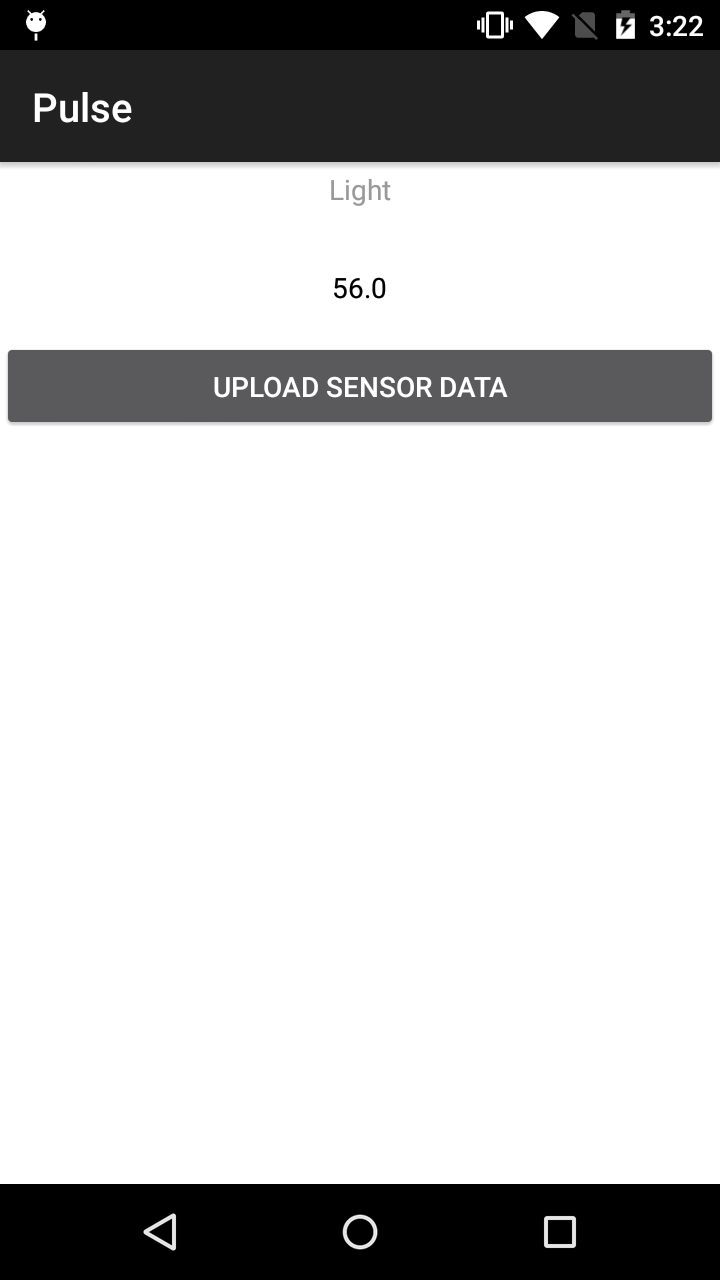 3:22
Pulse
Light
56.0
UPLOAD SENSOR DATA